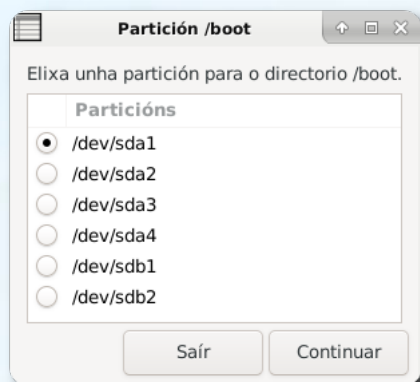 Partición /boot
Elixa unha partición para o directorio /boot.
Particións
/dev/sda1
/dev/sda2
/dev/sda3
/dev/sda4
/dev/sdb1
/dev/sdb2
Saír Continuar